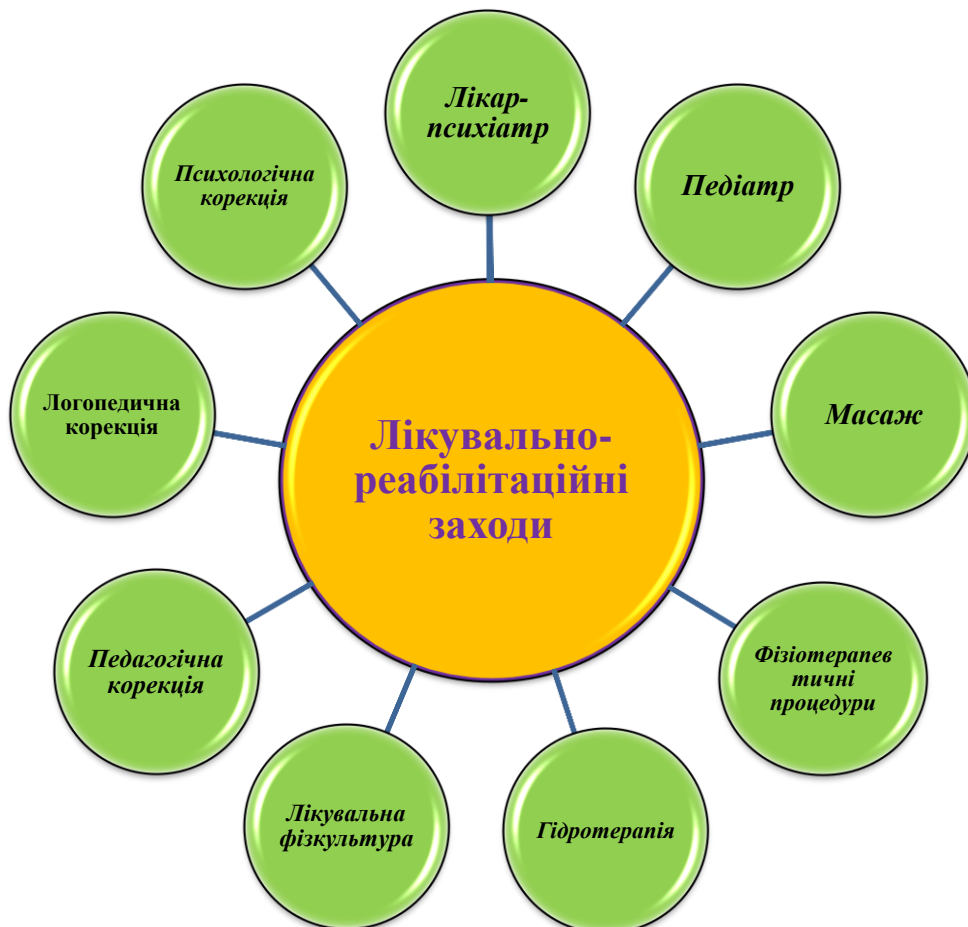 Лікар-
психіатр
Педіатр
Масаж
Фізіотерапев
тичні
процедури
Гідротерапія
Лікувальна
фізкультура
Педагогічна
корекція
Логопедична
корекція
Психологічна
корекція
Лікувально-
реабілітаційні
заходи